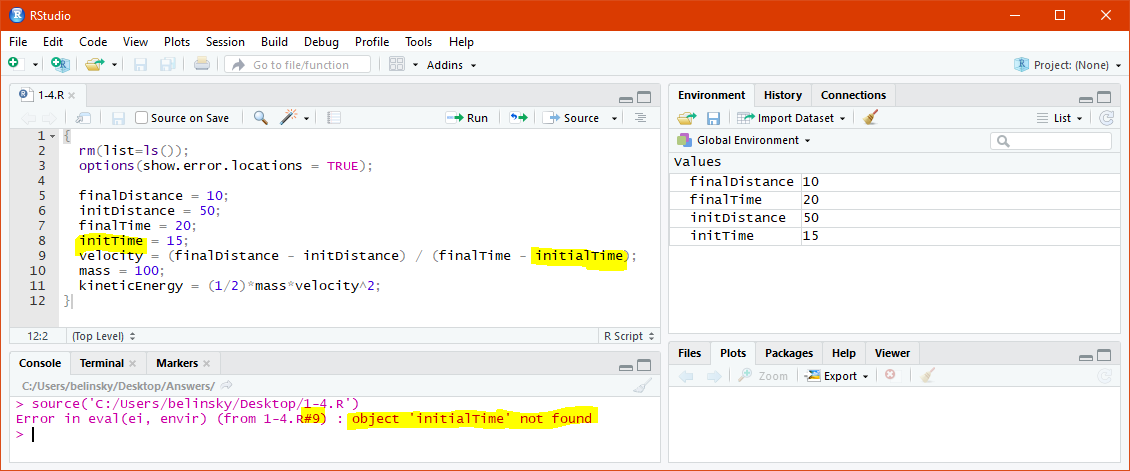 RStudio
File Edit Code View Plots Session Build Debug Profile Tools Help
Go to file/function Addins Project: (None)
1-4.R
Source on Save Run Source
1 {
2 rm(list=ls());
3 options(show.error.locations = TRUE);
4
5 finalDistance = 10;
6 initDistance = 50;
7 finalTime = 20;
8 initTime = 15;
9 velocity = (finalDistance - initDistance) / (finalTime - initialTime);
10 mass = 100;
11 kineticEnergy = (1/2)*mass*velocity^2;
12 }
12:2 (Top Level) R Script
Console Terminal Markers
C:/Users/belinsky/Desktop/Answers/
> source('C:/Users/belinsky/Desktop/1-4.R')
Error in eval(ei, envir) (from 1-4.R#9) : object 'initialTime' not found
>
Environment History Connections
Import Dataset List
Global Environment
Values
finalDistance 10
finalTime 20
initDistance 50
initTime 15
Files Plots Packages Help Viewer
Zoom Export